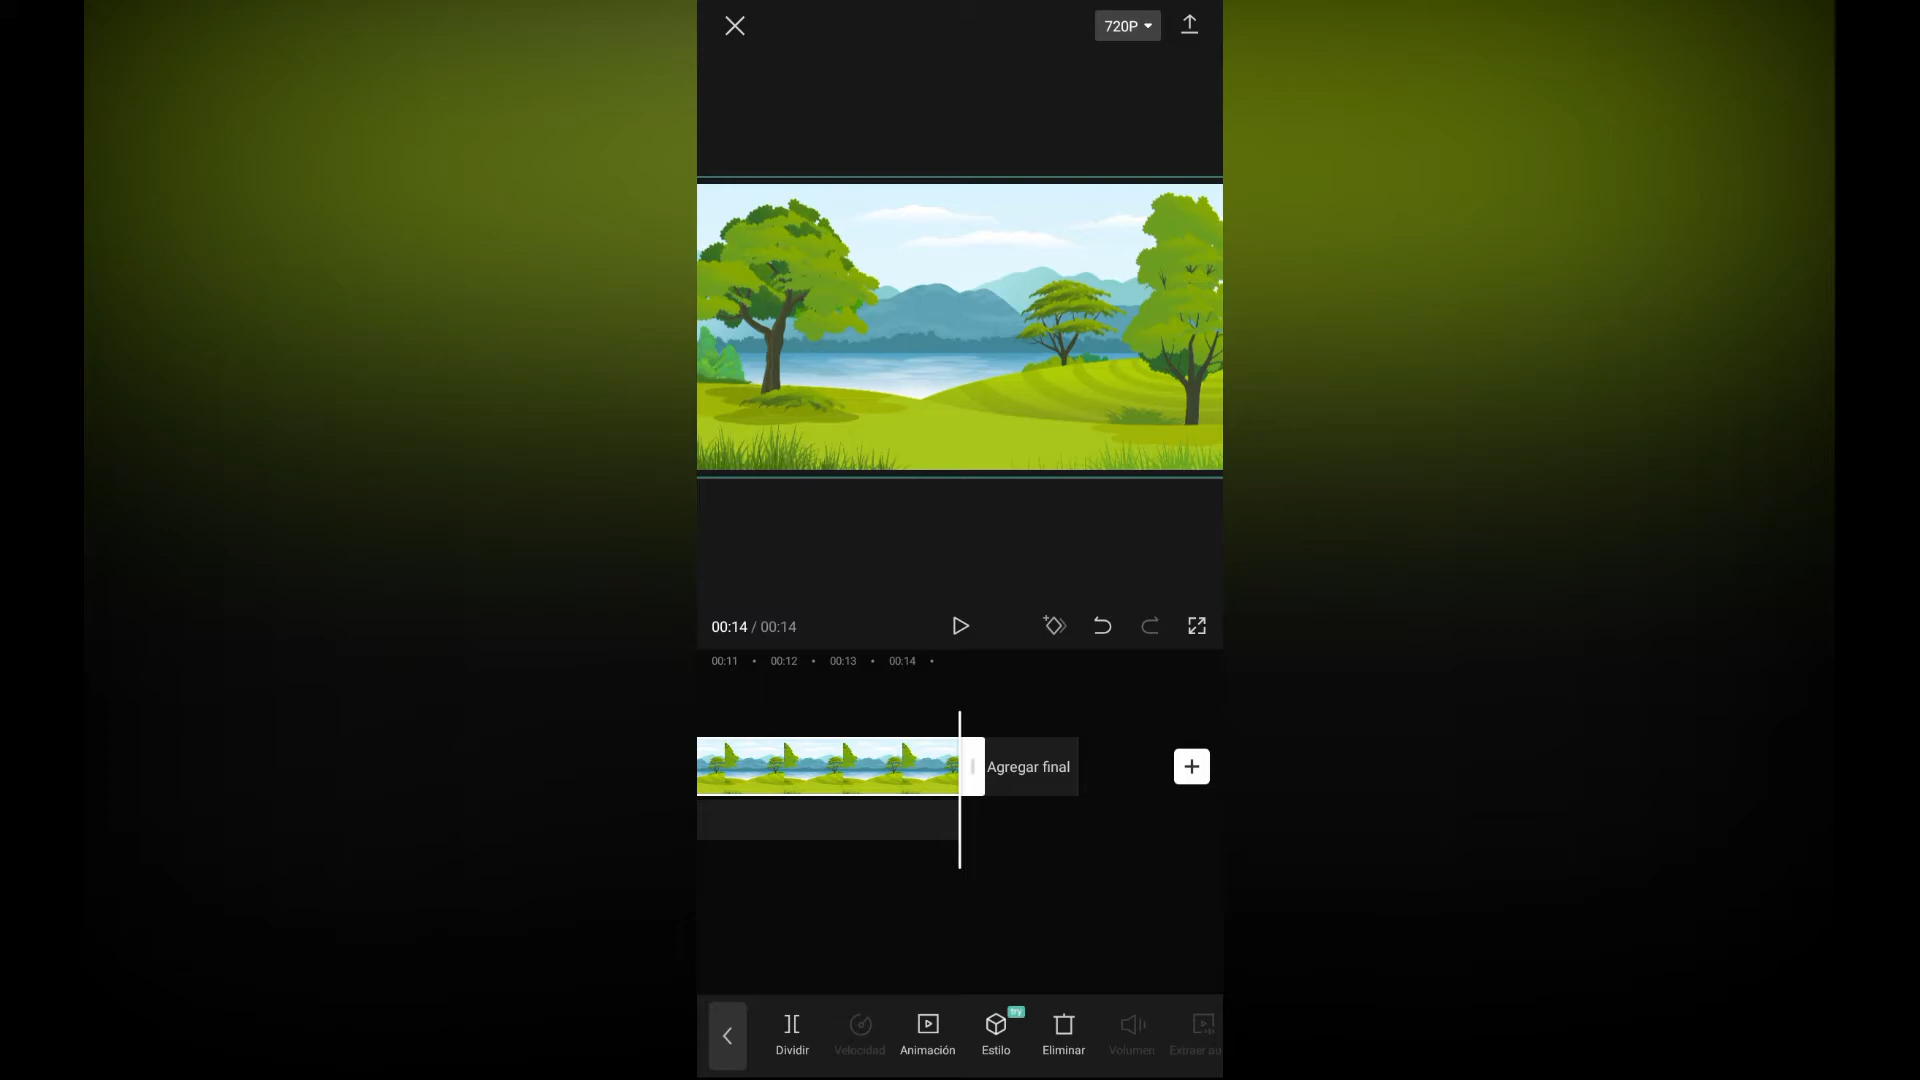 720P
00:14 / 00:14
00:11 • 00:12 • 00:13 • 00:14 •
Agregar final
try
Dividir Velocidad Animación Estilo Eliminar Volumen Extraer au